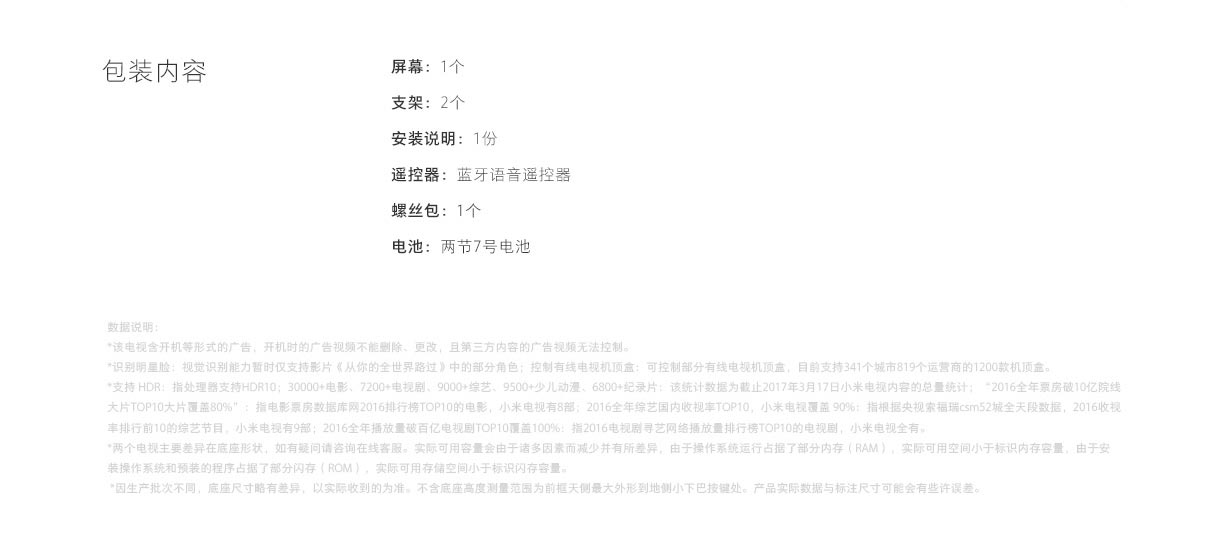 包装内容
屏幕：1个
支架：2个
安装说明：1份
遥控器：蓝牙语音遥控器
螺丝包：1个
电池：两节7号电池
数据说明：
*该电视含开机等形式的广告，开机时的广告视频不能删除、更改，且第三方内容的广告视频无法控制。
*识别明星脸：视觉识别能力暂时仅支持影片《从你的全世界路过》中的部分角色；控制有线电视机顶盒：可控制部分有线电视机顶盒，目前支持341个城市819个运营商的1200款机顶盒。
*支持 HDR：指处理器支持HDR10；30000+电影、7200+电视剧、9000+综艺、9500+少儿动漫、6800+纪录片：该统计数据为截止2017年3月17日小米电视内容的总量统计；“2016全年票房破10亿院线
大片TOP10大片覆盖80%”：指电影票房数据库网2016排行榜TOP10的电影，小米电视有8部；2016全年综艺国内收视率TOP10，小米电视覆盖 90%：指根据央视索福瑞csm52城全天段数据，2016收视
率排行前10的综艺节目，小米电视有9部；2016全年播放量破百亿电视剧TOP10覆盖100%：指2016电视剧寻艺网络播放量排行榜TOP10的电视剧，小米电视全有。
*两个电视主要差异在底座形状，如有疑问请咨询在线客服。实际可用容量会由于诸多因素而减少并有所差异，由于操作系统运行占据了部分内存（RAM），实际可用空间小于标识内存容量，由于安
装操作系统和预装的程序占据了部分闪存（ROM），实际可用存储空间小于标识闪存容量。
*因生产批次不同，底座尺寸略有差异，以实际收到的为准。不含底座高度测量范围为前框天侧最大外形到地侧小下巴按键处。产品实际数据与标注尺寸可能会有些许误差。